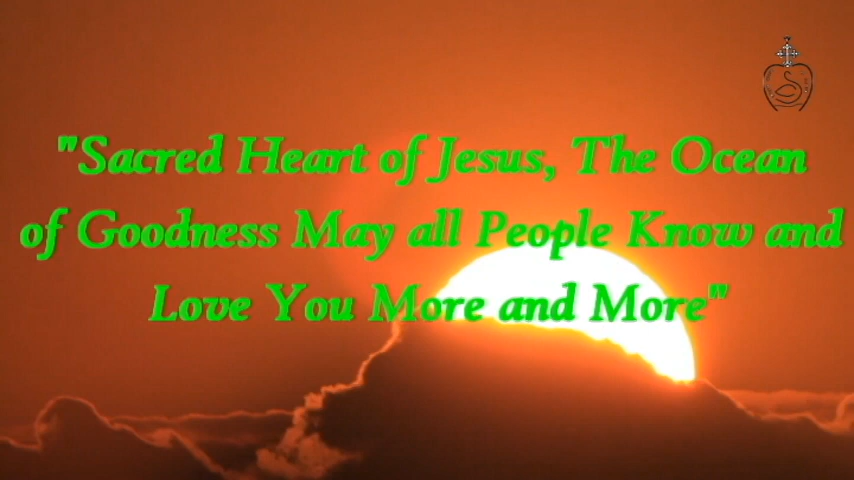 "Sacred Heart of Jesus, The Ocean
of Goodness May all People Know and
Love You More and More"